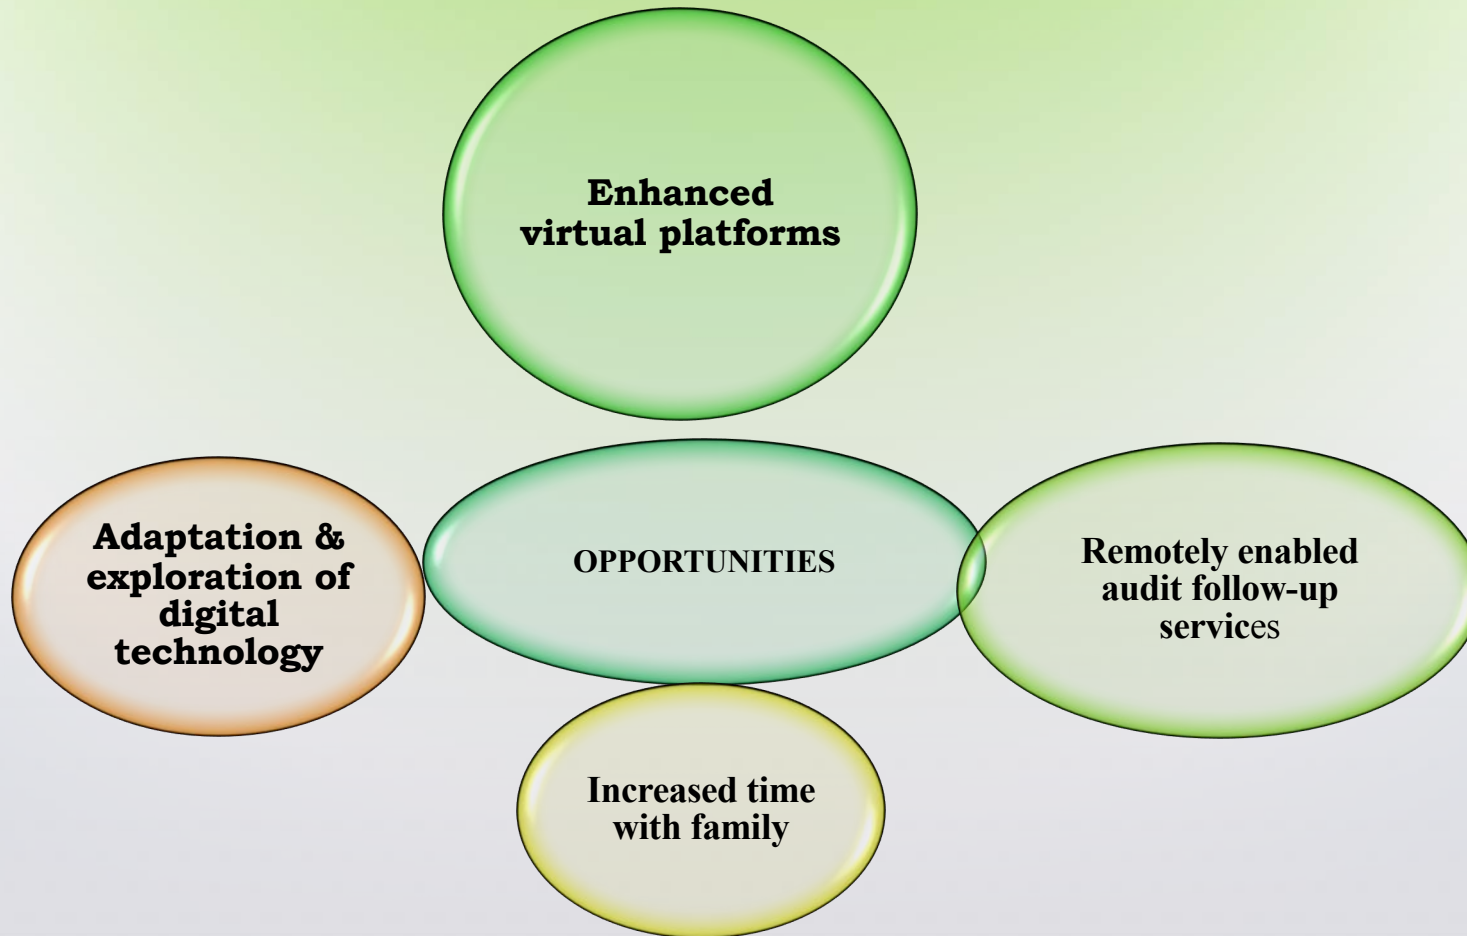 Enhanced
virtual platforms
Adaptation &
exploration of
digital
technology
OPPORTUNITIES
Remotely enabled
audit follow-up
services
Increased time
with family